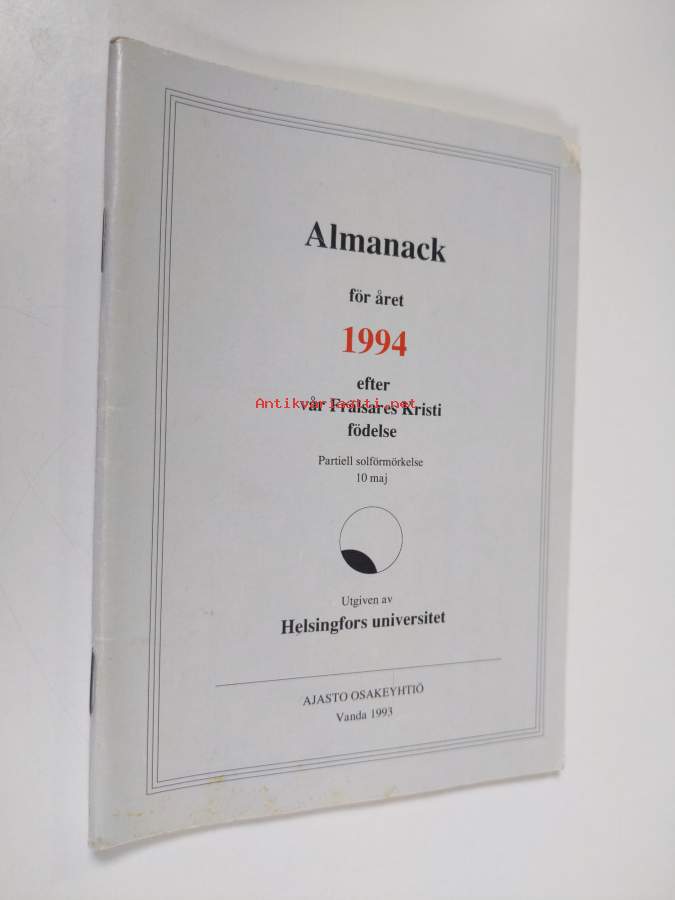 Almanack
för året
1994
efter
Antikvariaatti.net
vår Frälsares Kristi
födelse
Partiell solförmörkelse
10 maj
Utgiven av
Helsingfors universitet
AJASTO OSAKEYHTIÖ
Vanda 1993